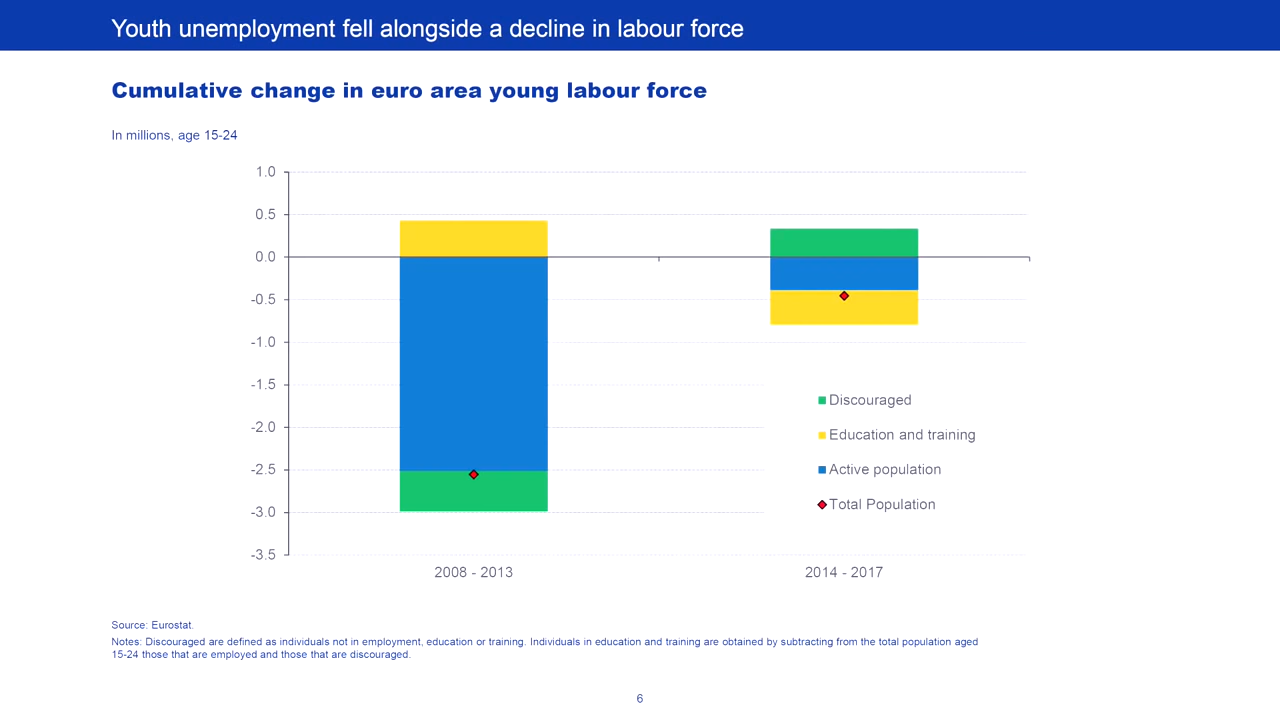 Youth unemployment fell alongside a decline in labour force
Cumulative change in euro area young labour force
In millions, age 15-24
1.0
0.5
0.0
-0.5
-1.0
-1.5
-2.0
-2.5
-3.0
-3.5
Discouraged
Education and training
Active population
Total Population
2008 - 2013
2014 - 2017
Source: Eurostat.
Notes: Discouraged are defined as individuals not in employment, education or training. Individuals in education and training are obtained by subtracting from the total population aged
15-24 those that are employed and those that are discouraged.
6